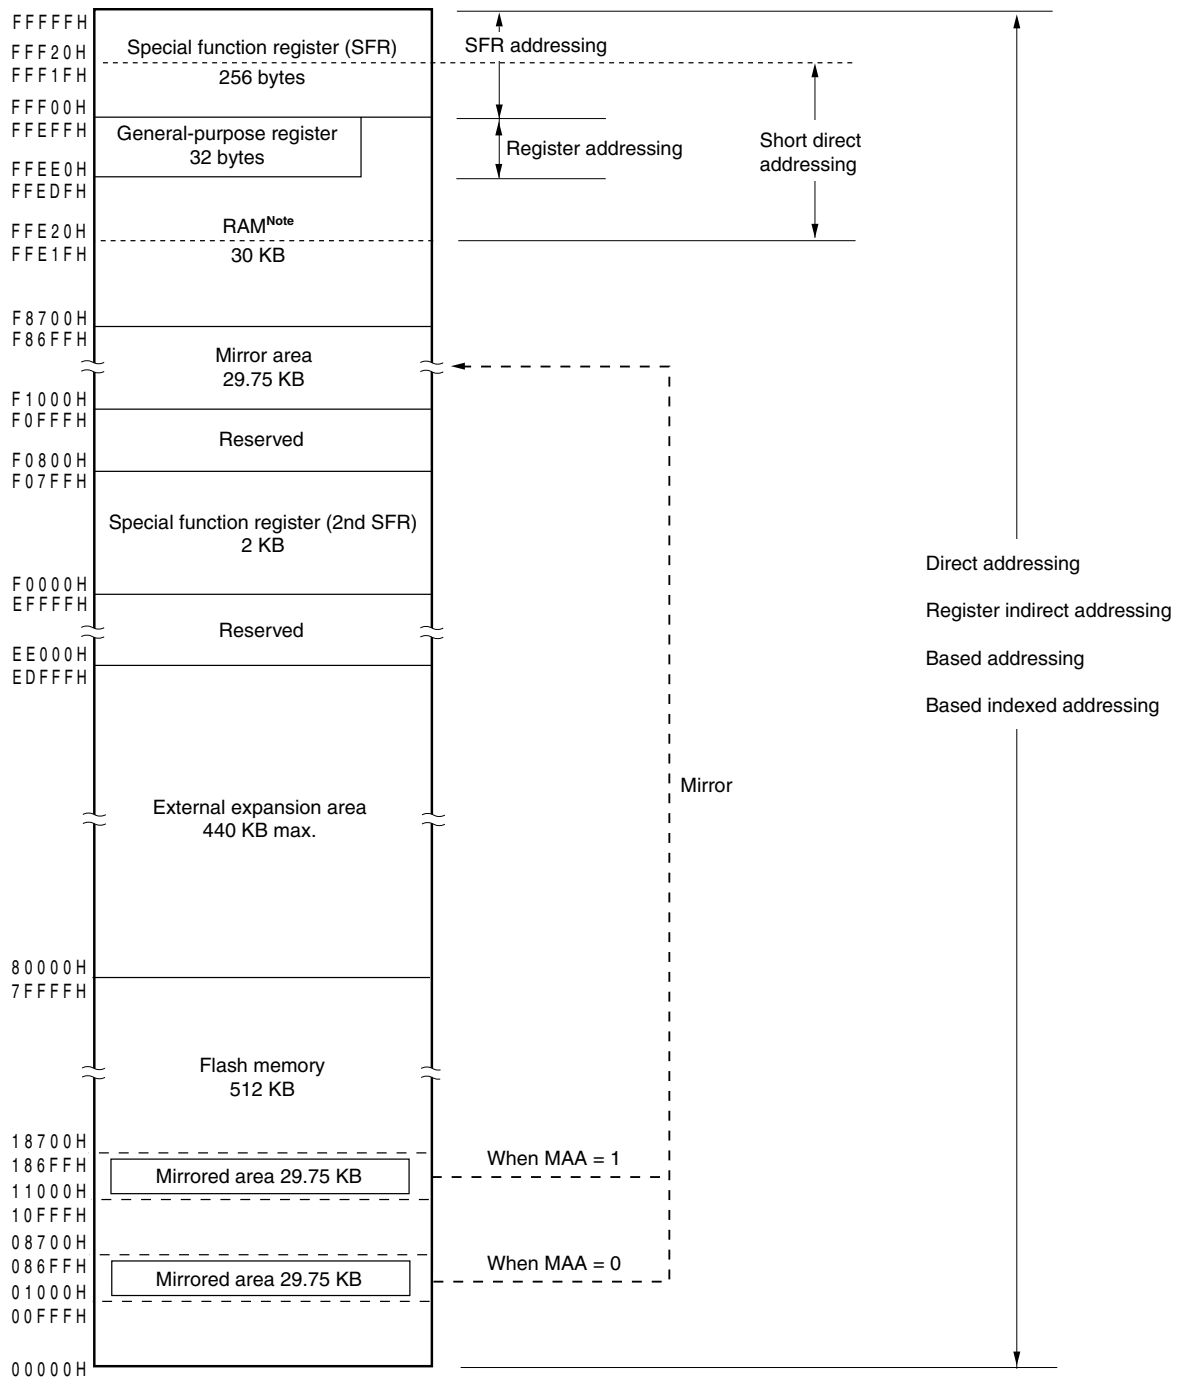 FFFFFH
FFF20H
FFF1FH
FFF00H
FFEFFH
FFEE0H
FFEDFH
FFE20H
FFE1FH
F8700H
F86FFH
F1000H
F0FFFH
F0800H
F07FFH
F0000H
EFFFFH
EE000H
EDFFFH
80000H
7FFFFH
18700H
186FFH
11000H
10FFFH
08700H
086FFH
01000H
00FFFH
00000H
Special function register (SFR)
256 bytes
General-purpose register
32 bytes
RAMNote
30 KB
Mirror area
29.75 KB
Reserved
Special function register (2nd SFR)
2 KB
Reserved
External expansion area
440 KB max.
Flash memory
512 KB
Mirrored area 29.75 KB
Mirrored area 29.75 KB
SFR addressing
Register addressing
Short direct
addressing
Mirror
When MAA = 1
When MAA = 0
Direct addressing
Register indirect addressing
Based addressing
Based indexed addressing